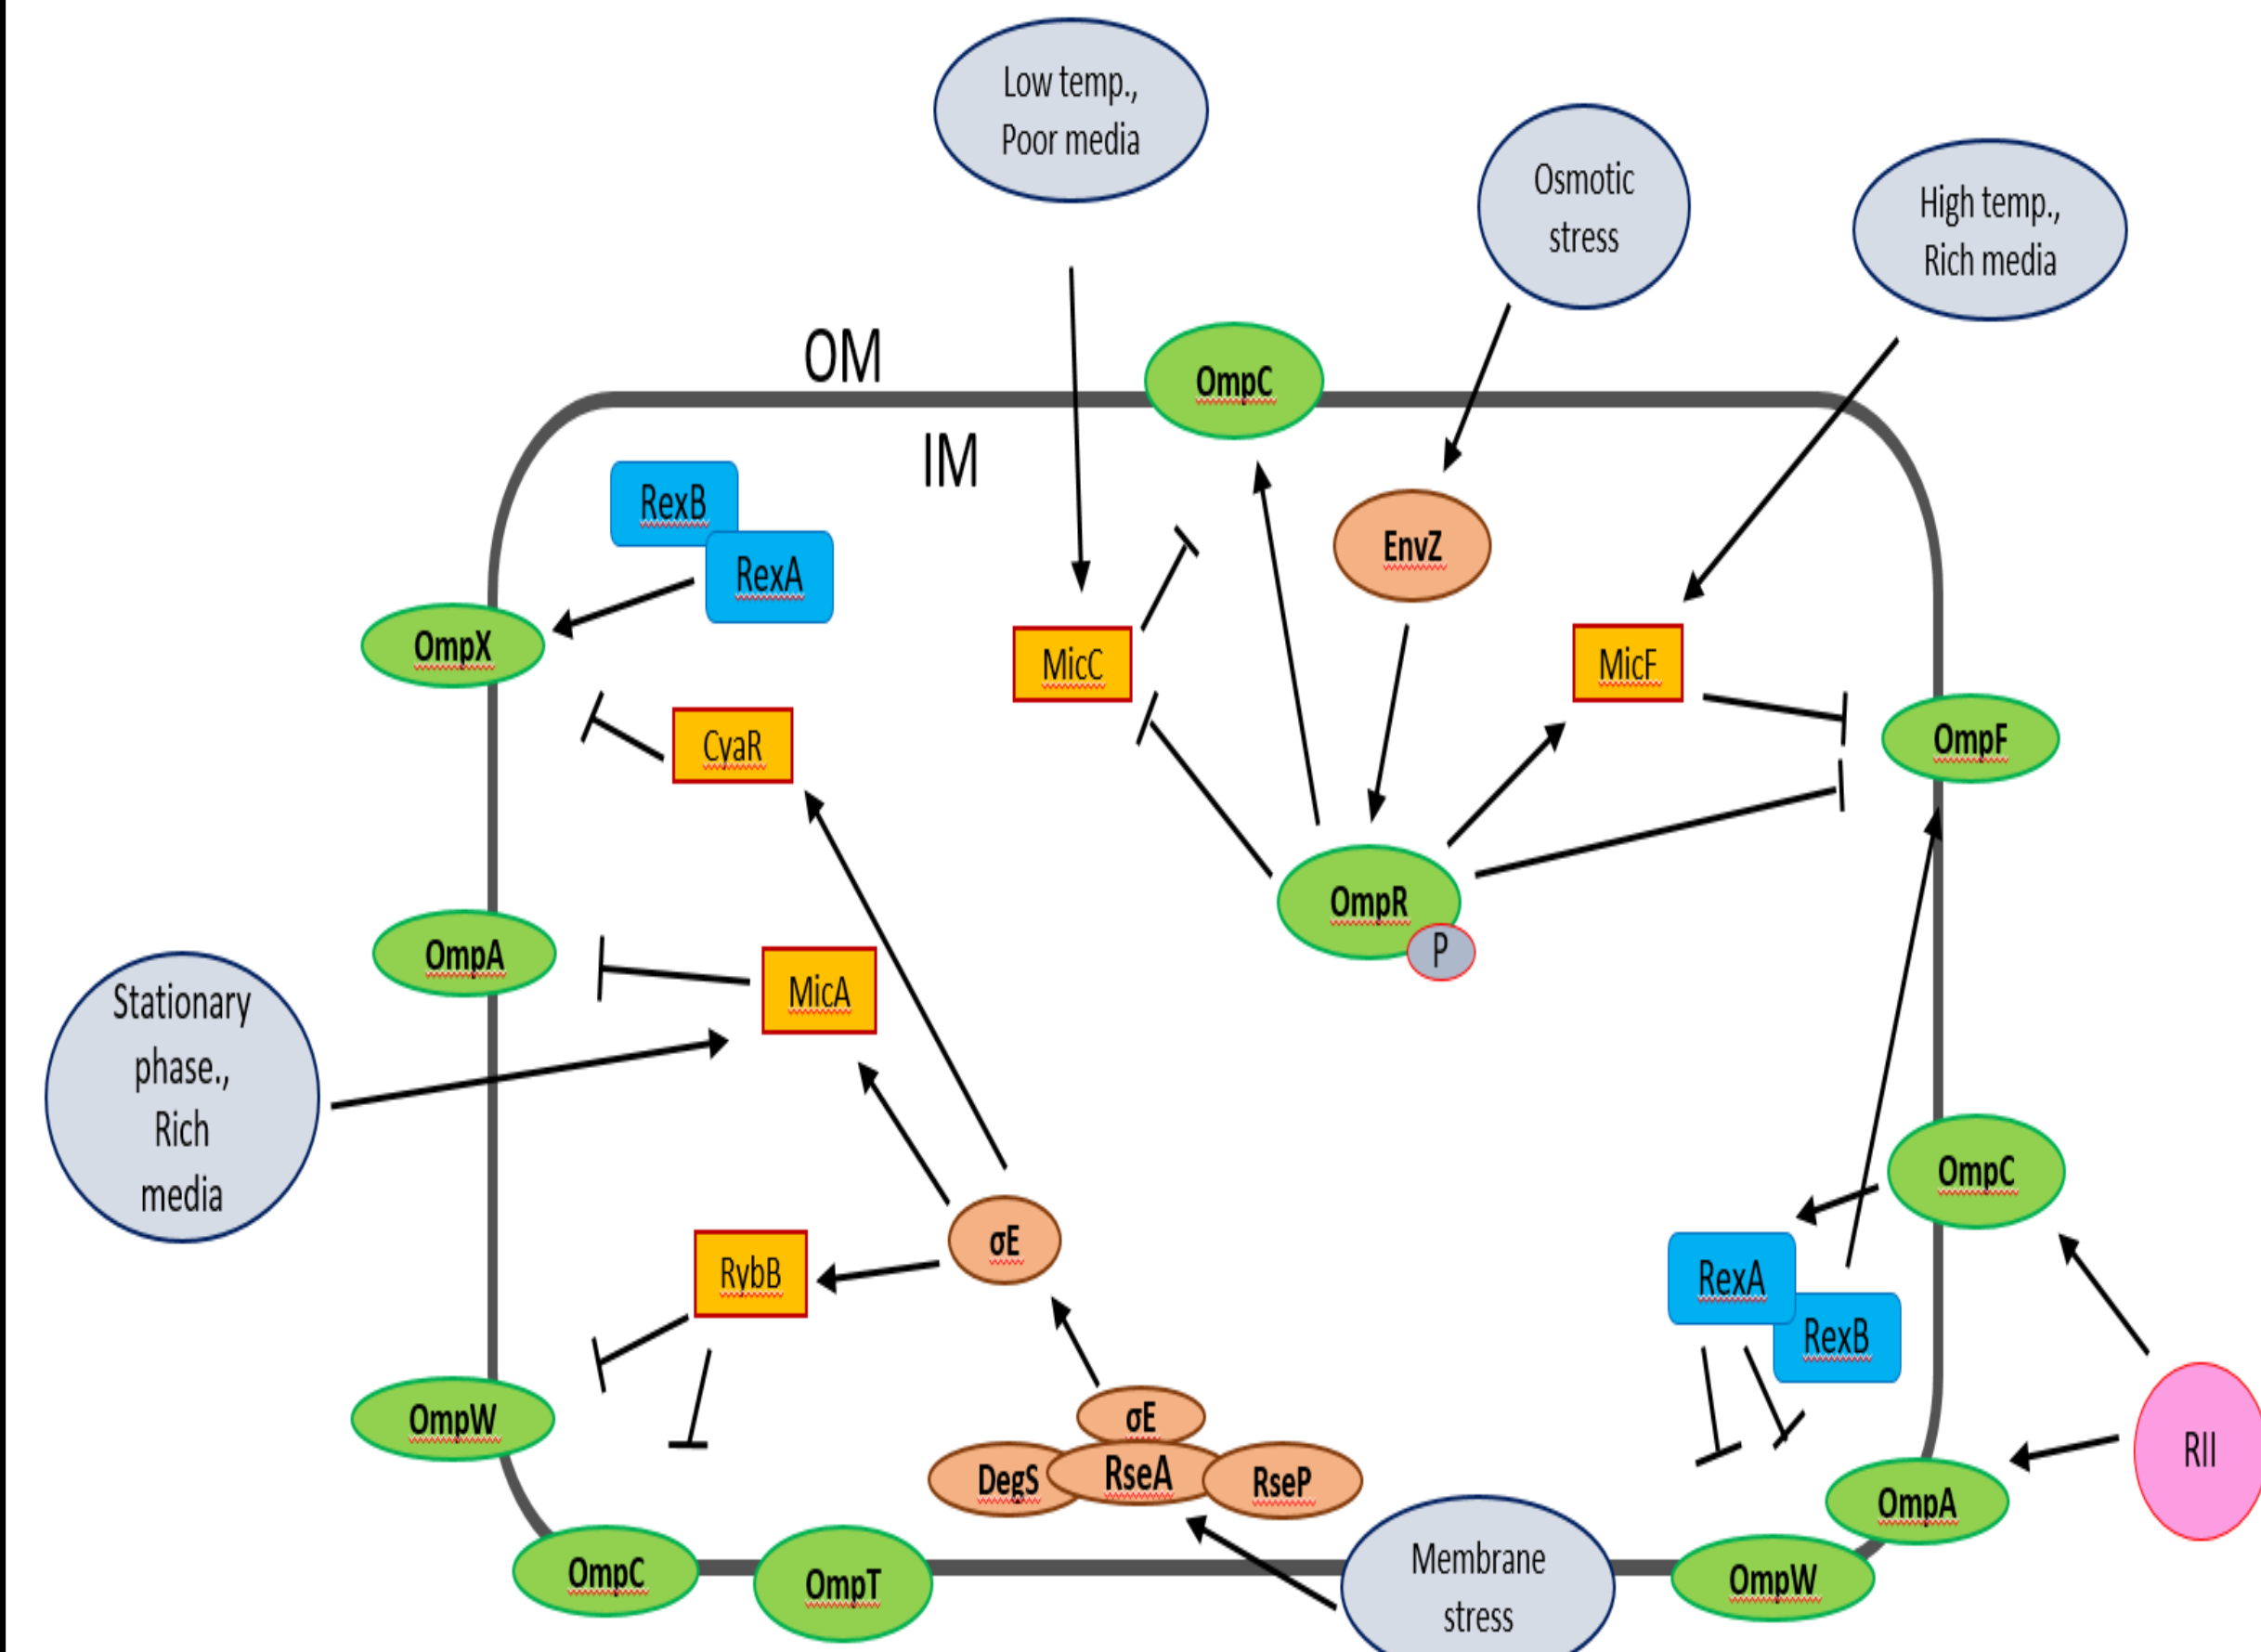 Low temp.,
Poor media
Osmotic
stress
High temp.,
Rich media
OM
OmpC
IM
RexB
RexA
EnvZ
OmpX
MicC
MicF
CyaR
OmpF
OmpR
P
OmpA
MicA
Stationary
phase.,
Rich
media
OmpC
σE
RybB
RexA
RexB
OmpW
σE
DegS
RseA
RseP
RII
OmpA
OmpC
OmpT
Membrane
stress
OmpW